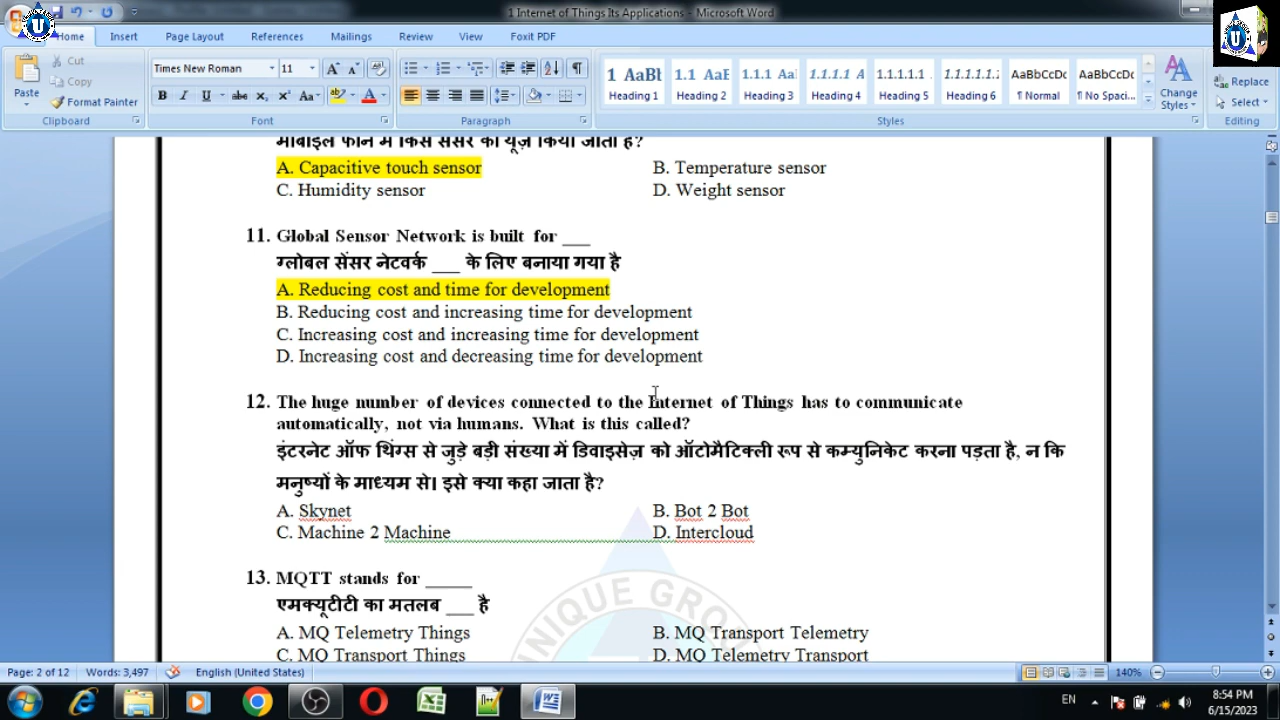 1 Internet of Things Its Applications - Microsoft Word
Home Insert Page Layout References Mailings Review View Foxit PDF
Paste
Cut
Copy
Format Painter
Clipboard
Times New Roman 11
Font
Paragraph
1 AaBl 1.1 AaE 1.1.1 Aa 1.1.1.1 A 1.1.1.1.1 1.1.1.1.1. AaBbCcDc AaBbCcDc
Heading 1 Heading 2 Heading 3 Heading 4 Heading 5 Heading 6 ¶ Normal ¶ No Spaci...
Styles
Change Styles
Replace
Select
Editing
मोबाइल फोन में किस सेंसर को यूज़ किया जाता है?
A. Capacitive touch sensor B. Temperature sensor
C. Humidity sensor D. Weight sensor
11. Global Sensor Network is built for ___
ग्लोबल सेंसर नेटवर्क ___ के लिए बनाया गया है
A. Reducing cost and time for development
B. Reducing cost and increasing time for development
C. Increasing cost and increasing time for development
D. Increasing cost and decreasing time for development
12. The huge number of devices connected to the Internet of Things has to communicate
automatically, not via humans. What is this called?
इंटरनेट ऑफ थिंग्स से जुड़े बड़ी संख्या में डिवाइसेज़ को ऑटोमैटिक्ली रूप से कम्युनिकेट करना पड़ता है, न कि
मनुष्यों के माध्यम से। इसे क्या कहा जाता है?
A. Skynet B. Bot 2 Bot
C. Machine 2 Machine D. Intercloud
13. MQTT stands for _____
एमक्यूटीटी का मतलब ___ है
A. MQ Telemetry Things B. MQ Transport Telemetry
C. MQ Transport Things D. MQ Telemetry Transport
Page: 2 of 12 Words: 3,497 English (United States) 140%
EN 8:54 PM
6/15/2023